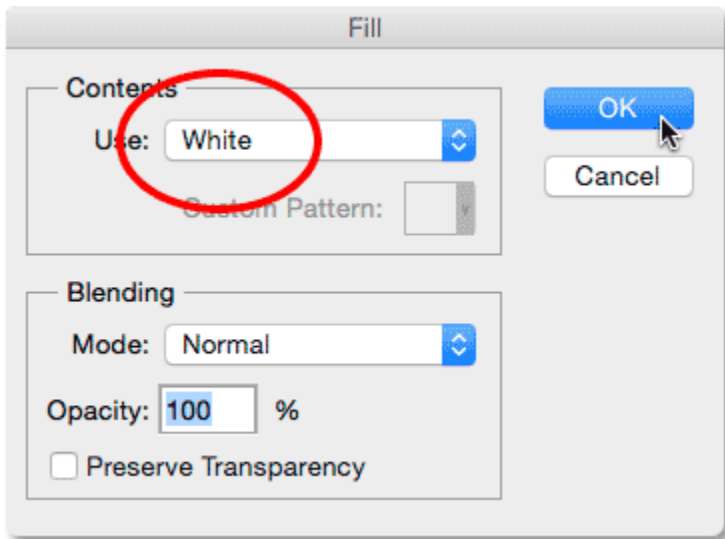 Fill
Contents
Use: White
Custom Pattern:
OK
Cancel
Blending
Mode: Normal
Opacity: 100 %
Preserve Transparency